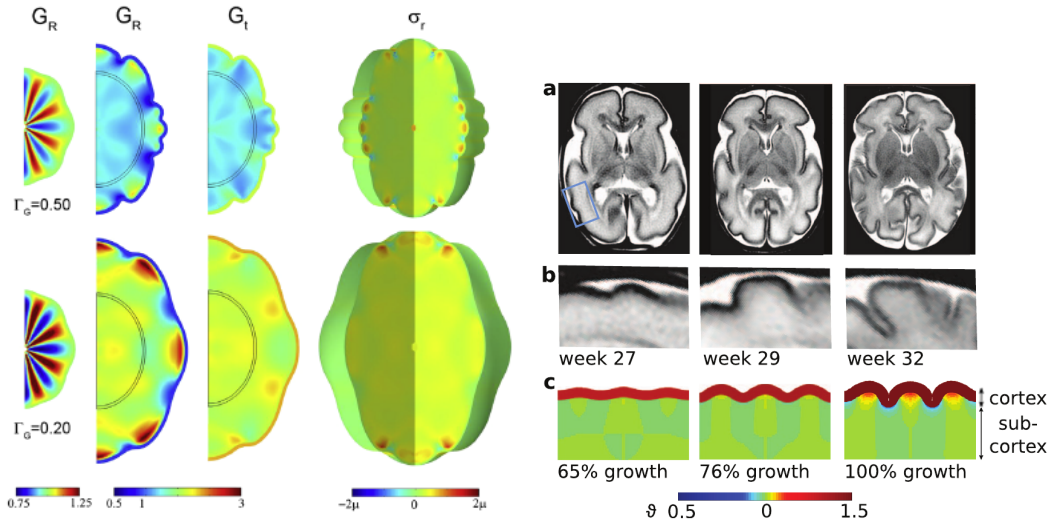 G_R G_R G_t σ_r
Γ_G=0.50
Γ_G=0.20
0.75 1.25 0.5 1 3 -2μ 0 2μ
a
b
week 27 week 29 week 32
c
cortex
sub-
cortex
65% growth 76% growth 100% growth
ϑ 0.5 0 1.5